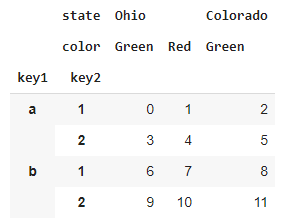 state Ohio Colorado
color Green Red Green
key1 key2
a 1 0 1 2
2 3 4 5
b 1 6 7 8
2 9 10 11